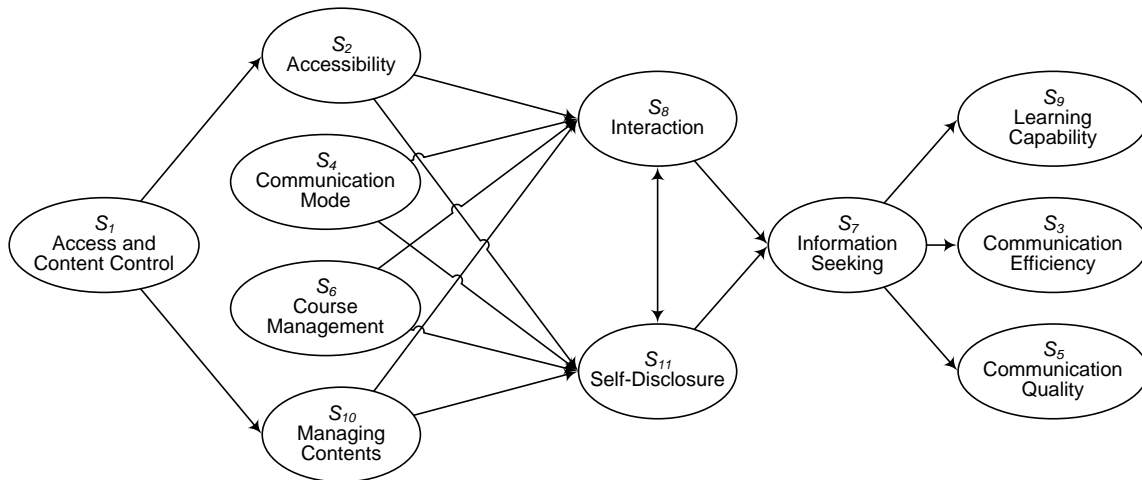 S1
Access and
Content Control
S2
Accessibility
S4
Communication
Mode
S6
Course
Management
S10
Managing
Contents
S8
Interaction
S11
Self-Disclosure
S7
Information
Seeking
S9
Learning
Capability
S3
Communication
Efficiency
S5
Communication
Quality